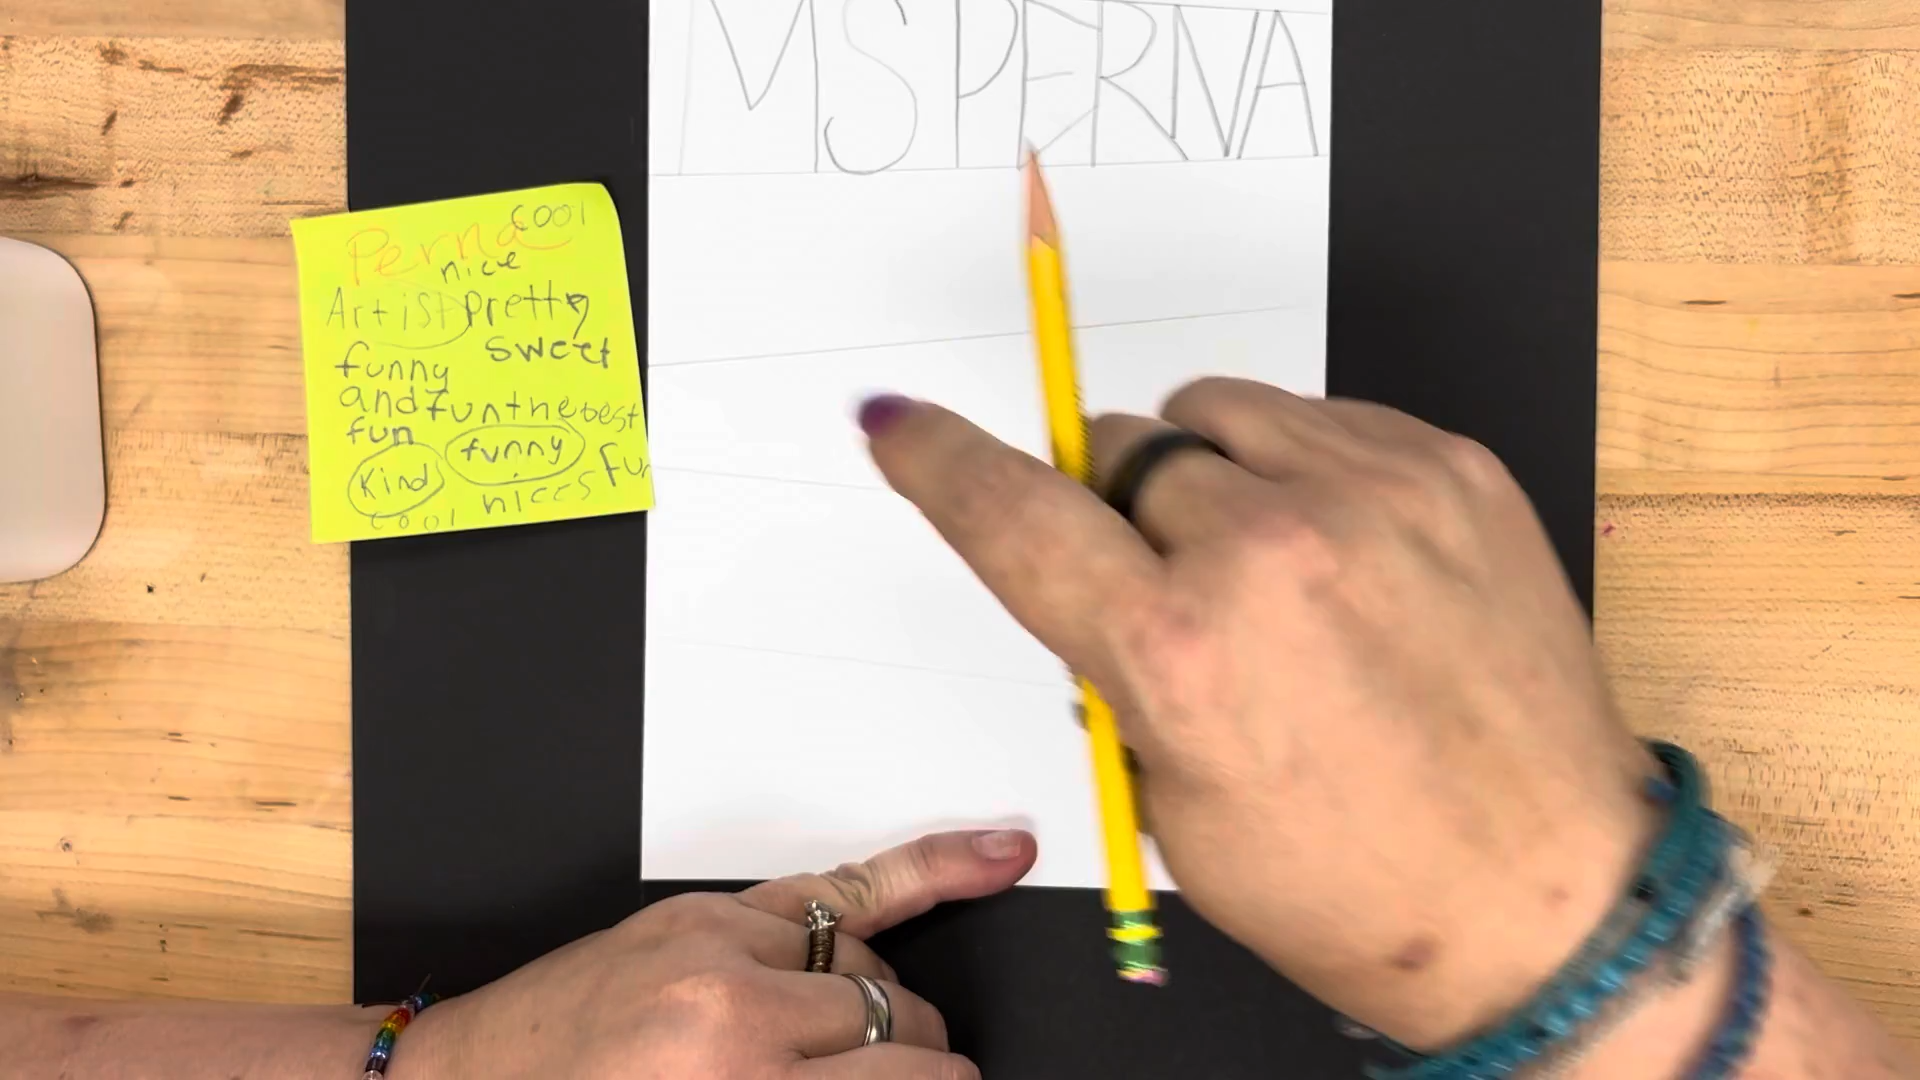 MS PERNA
Perna cool
nice
Artist pretty
sweet
funny
and fun the best
fun
Kind funny
nices
cool